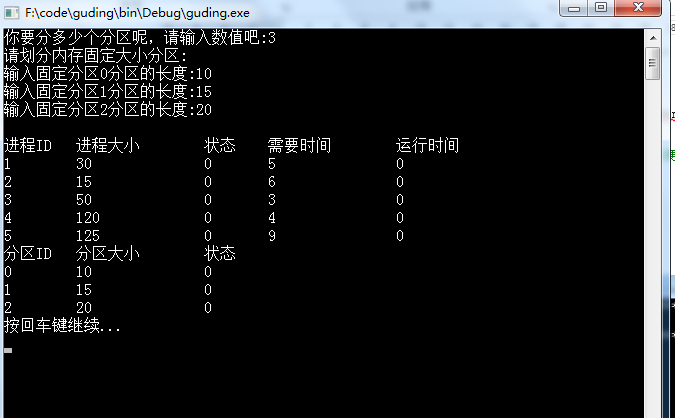 F:\code\guding\bin\Debug\guding.exe
你要分多少个分区呢，请输入数值吧:3
请划分内存固定大小分区:
输入固定分区0分区的长度:10
输入固定分区1分区的长度:15
输入固定分区2分区的长度:20
进程ID 进程大小 状态 需要时间 运行时间
1 30 0 5 0
2 15 0 6 0
3 50 0 3 0
4 120 0 4 0
5 125 0 9 0
分区ID 分区大小 状态
0 10 0
1 15 0
2 20 0
按回车键继续...